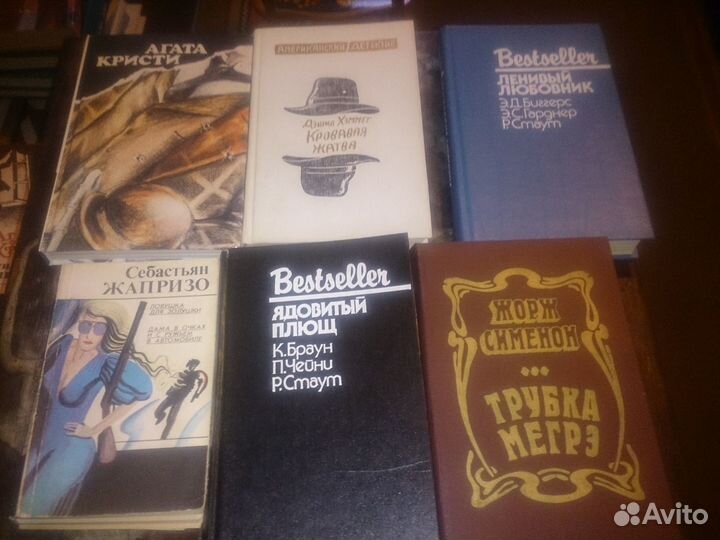 АГАТА
КРИСТИ
АМЕРИКАНСКИЙ ДЕТЕКТИВ
Дэшил Хэммет
КРОВАВАЯ
ЖАТВА
Bestseller
ЛЕНИВЫЙ
ЛЮБОВНИК
Э.Д.Биггерс
Э.С.Гарднер
Р.Стаут
Себастьян
ЖАПРИЗО
ЛОВУШКА
ДЛЯ ЗОЛУШКИ
ДАМА В ОЧКАХ
И С РУЖЬЕМ
В АВТОМОБИЛЕ
Bestseller
ЯДОВИТЫЙ
ПЛЮЩ
К.Браун
П.Чейни
Р.Стаут
ЖОРЖ
СИМЕНОН
ТРУБКА
МЕГРЭ
Avito